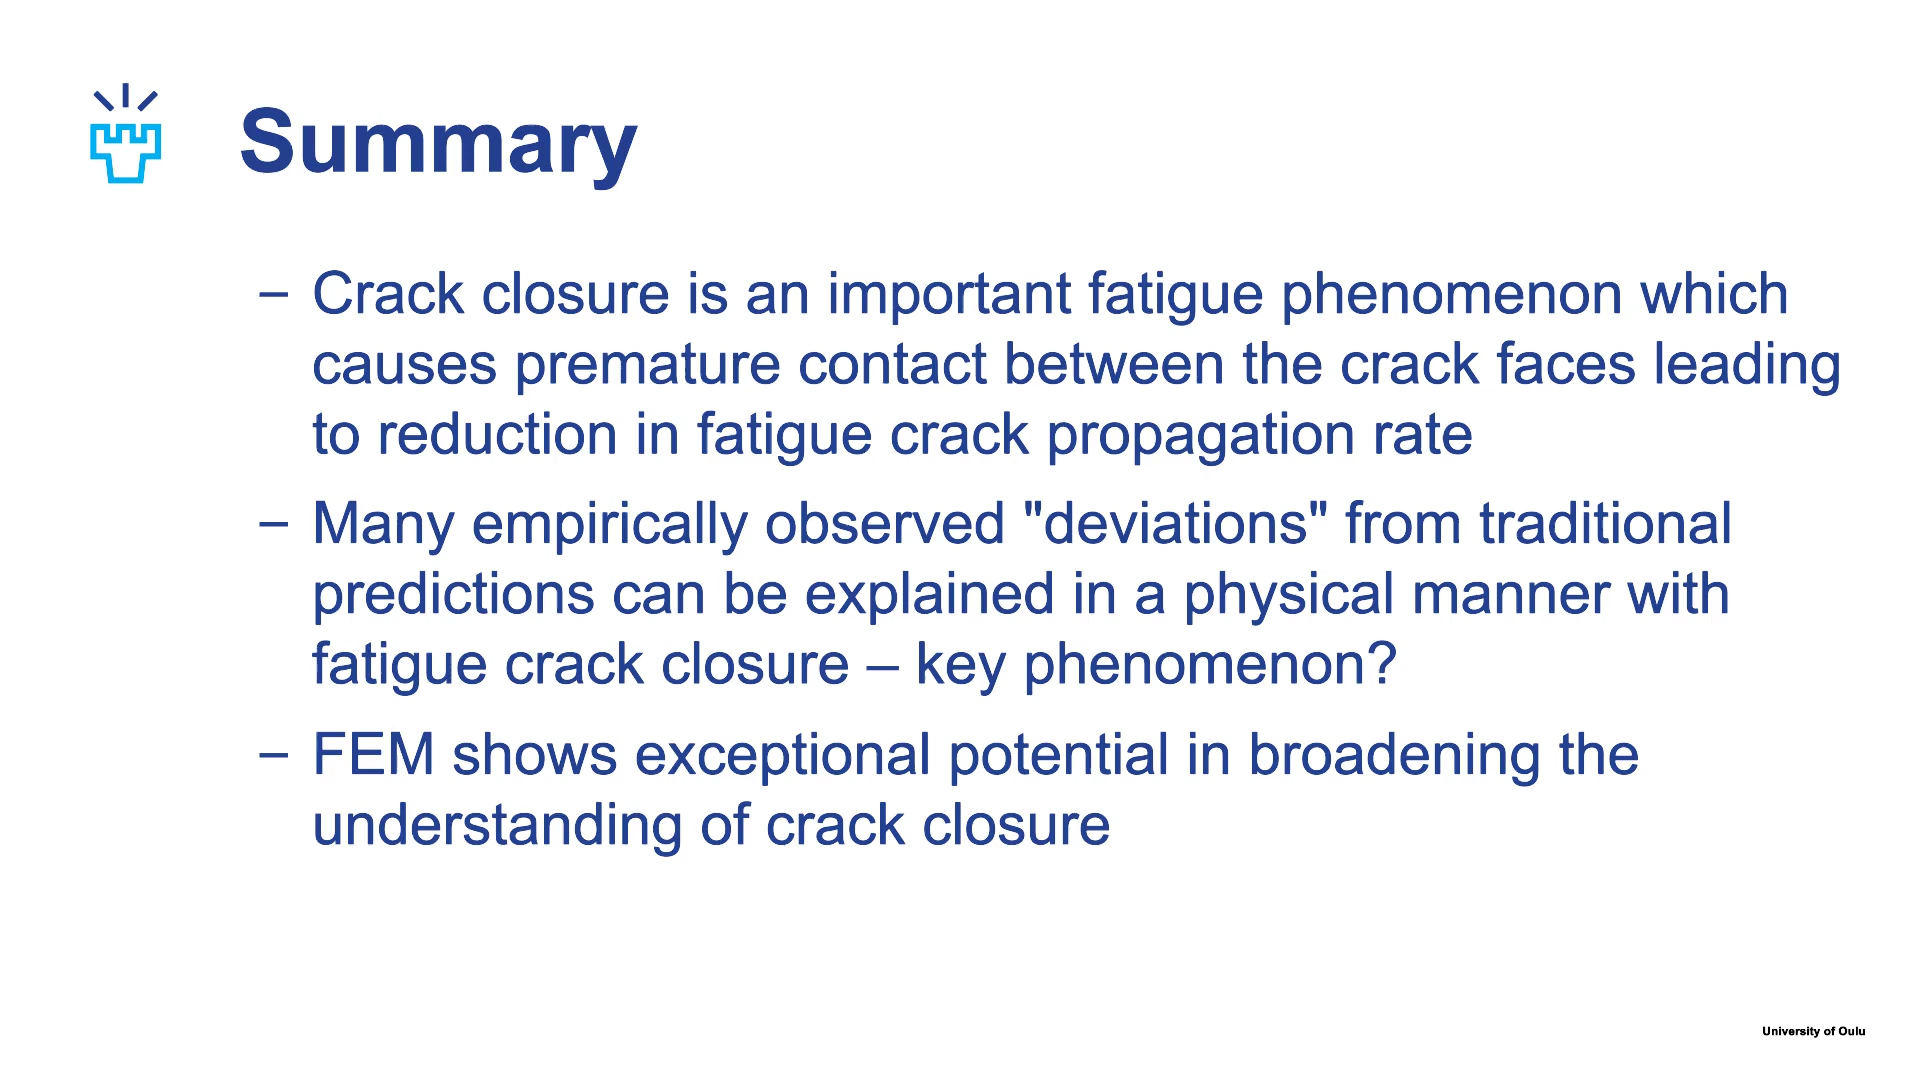 Summary
– Crack closure is an important fatigue phenomenon which
causes premature contact between the crack faces leading
to reduction in fatigue crack propagation rate
– Many empirically observed "deviations" from traditional
predictions can be explained in a physical manner with
fatigue crack closure – key phenomenon?
– FEM shows exceptional potential in broadening the
understanding of crack closure
University of Oulu